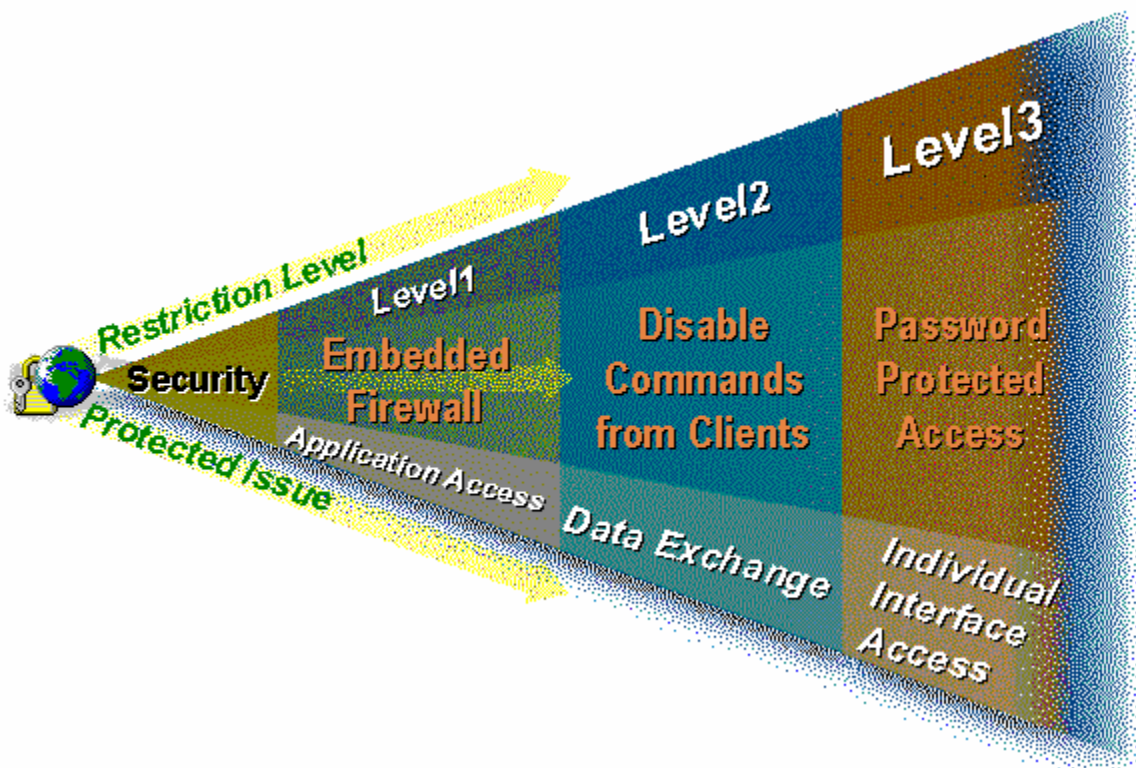 Restriction Level
Security
Protected Issue
Level1
Embedded
Firewall
Application Access
Level2
Disable
Commands
from Clients
Data Exchange
Level3
Password
Protected
Access
Individual
Interface
Access